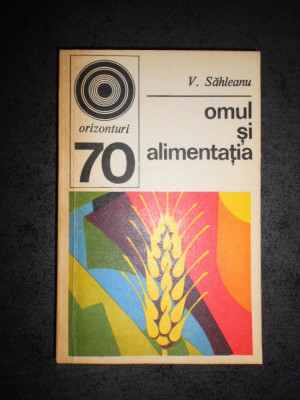 V. Săhleanu
orizonturi
70
omul
și
alimentația